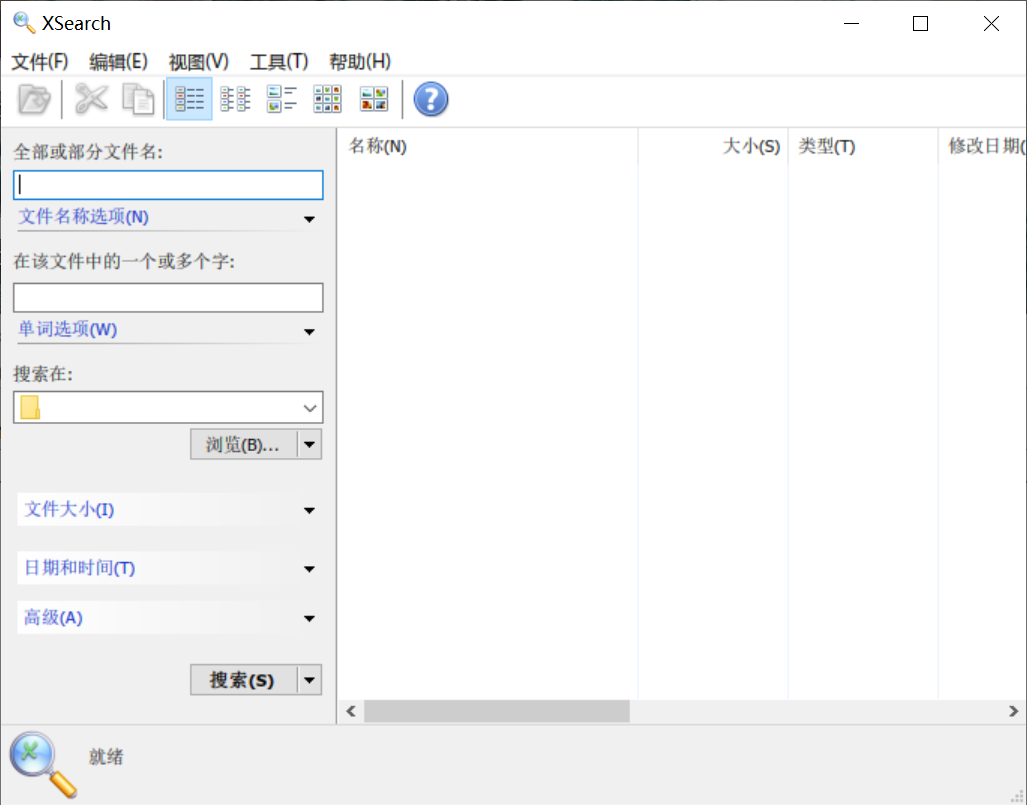 XSearch
文件(F) 编辑(E) 视图(V) 工具(T) 帮助(H)
全部或部分文件名:
文件名称选项(N)
在该文件中的一个或多个字:
单词选项(W)
搜索在:
浏览(B)...
文件大小(I)
日期和时间(T)
高级(A)
搜索(S)
名称(N) 大小(S) 类型(T) 修改日期(
就绪